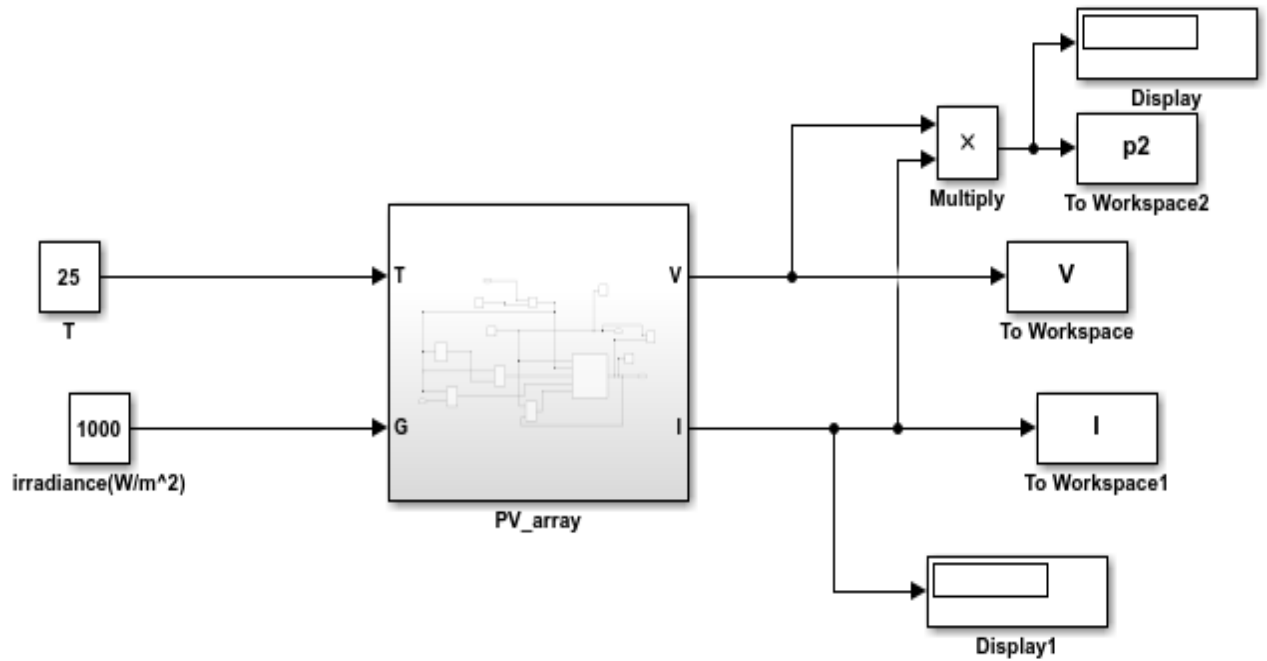 Display
×
p2
Multiply
To Workspace2
25
T
T
V
V
To Workspace
1000
G
I
I
irradiance(W/m^2)
To Workspace1
PV_array
Display1